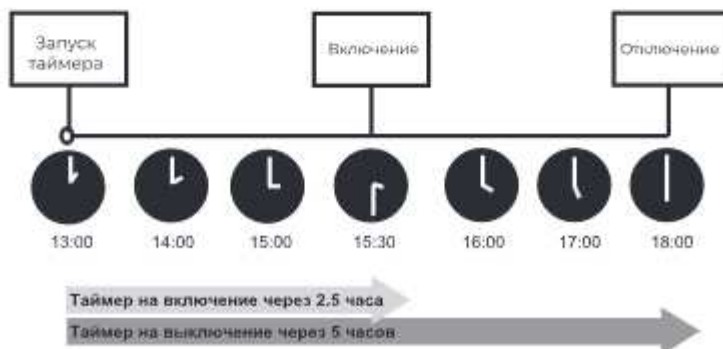 Запуск
таймера
Включение
Отключение
13:00
14:00
15:00
15:30
16:00
17:00
18:00
Таймер на включение через 2.5 часа
Таймер на выключение через 5 часов